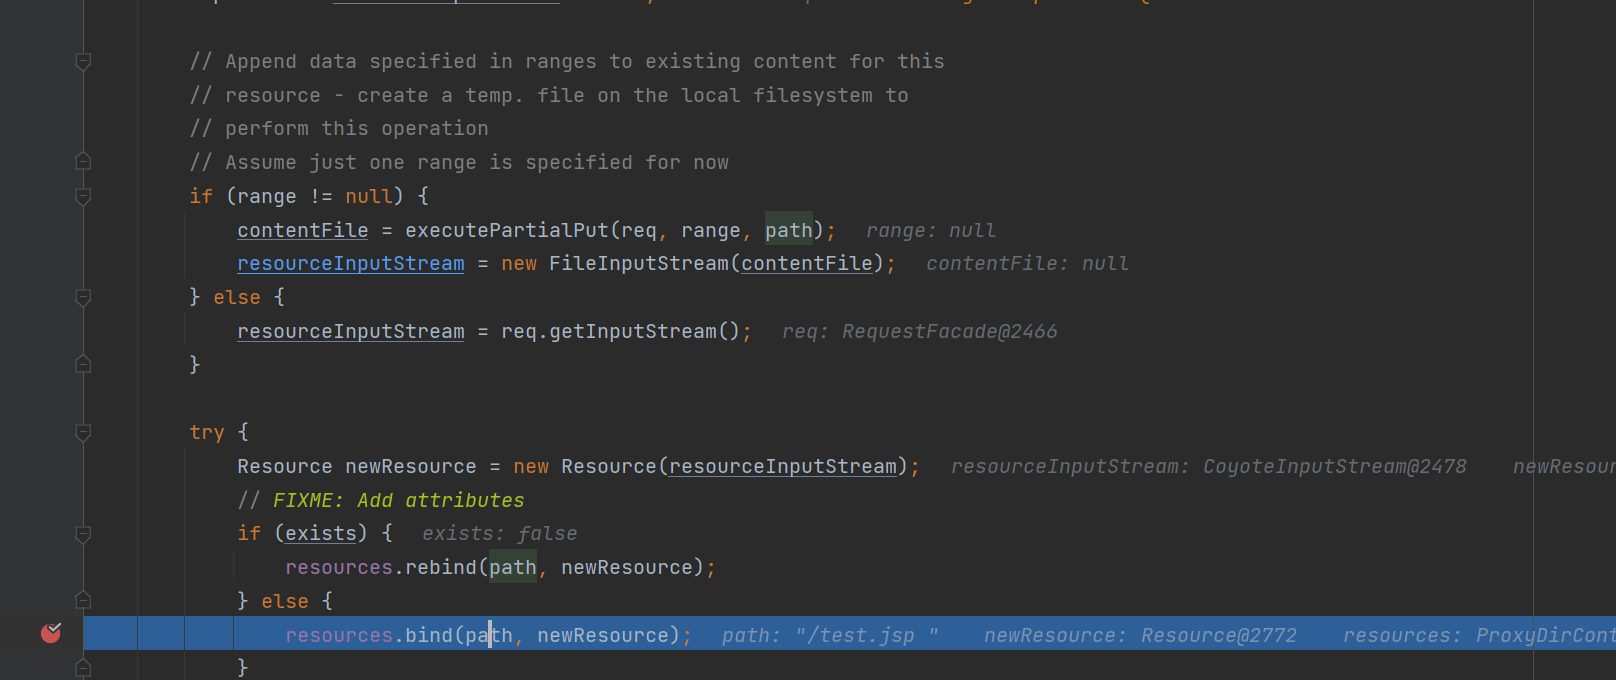 // Append data specified in ranges to existing content for this
// resource - create a temp. file on the local filesystem to
// perform this operation
// Assume just one range is specified for now
if (range != null) {
contentFile = executePartialPut(req, range, path); range: null
resourceInputStream = new FileInputStream(contentFile); contentFile: null
} else {
resourceInputStream = req.getInputStream(); req: RequestFacade@2466
}
try {
Resource newResource = new Resource(resourceInputStream); resourceInputStream: CoyoteInputStream@2478 newResour
// FIXME: Add attributes
if (exists) { exists: false
resources.rebind(path, newResource);
} else {
resources.bind(path, newResource); path: "/test.jsp " newResource: Resource@2772 resources: ProxyDirCont
}